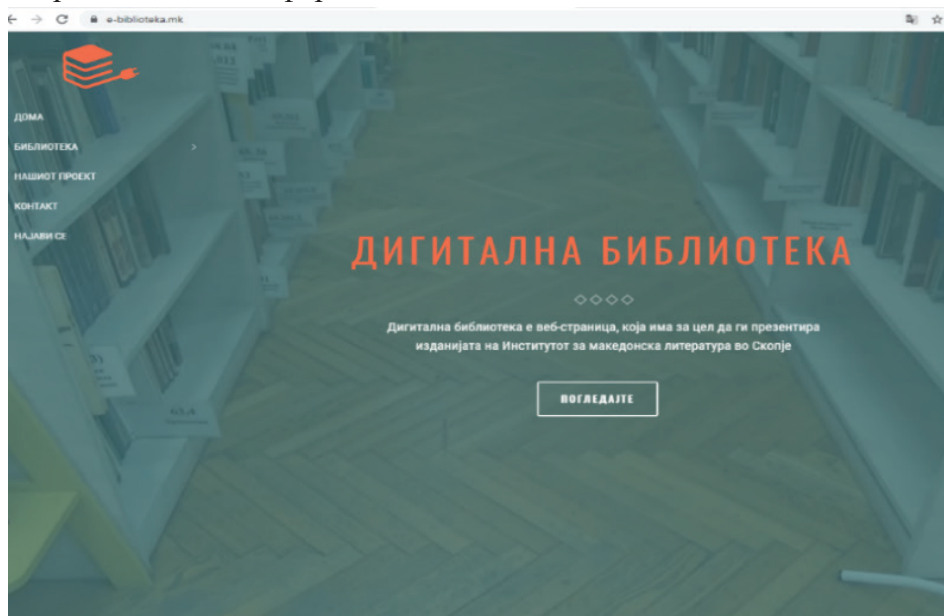 e-biblioteka.mk
ДОМА
БИБЛИОТЕКА
НАШИОТ ПРОЕКТ
КОНТАКТ
НАЈАВИ СЕ
ДИГИТАЛНА БИБЛИОТЕКА
Дигитална библиотека е веб-страница, која има за цел да ги презентира
изданијата на Институтот за македонска литература во Скопје
ПОГЛЕДАЈТЕ